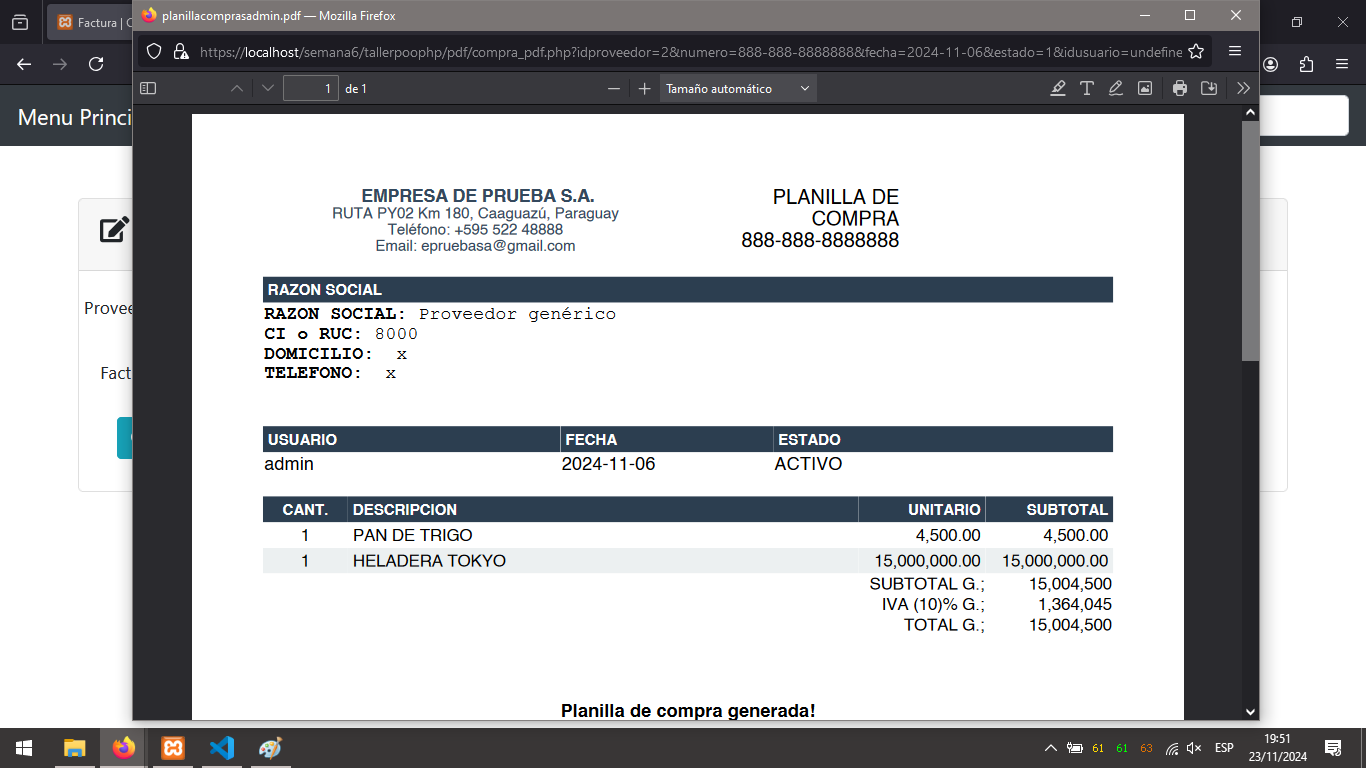 Factura | C
planillacomprasadmin.pdf — Mozilla Firefox
https://localhost/semana6/tallerpoophp/pdf/compra_pdf.php?idproveedor=2&numero=888-888-8888888&fecha=2024-11-06&estado=1&idusuario=undefine
1 de 1
Tamaño automático
Menu Princi
EMPRESA DE PRUEBA S.A.
RUTA PY02 Km 180, Caaguazú, Paraguay
Teléfono: +595 522 48888
Email: epruebasa@gmail.com
PLANILLA DE
COMPRA
888-888-8888888
RAZON SOCIAL
RAZON SOCIAL: Proveedor genérico
CI o RUC: 8000
DOMICILIO: x
TELEFONO: x
Provee
Fact
USUARIO FECHA ESTADO
admin 2024-11-06 ACTIVO
CANT. DESCRIPCION UNITARIO SUBTOTAL
1 PAN DE TRIGO 4,500.00 4,500.00
1 HELADERA TOKYO 15,000,000.00 15,000,000.00
SUBTOTAL G.; 15,004,500
IVA (10)% G.; 1,364,045
TOTAL G.; 15,004,500
Planilla de compra generada!
61 61 63 ESP
19:51
23/11/2024